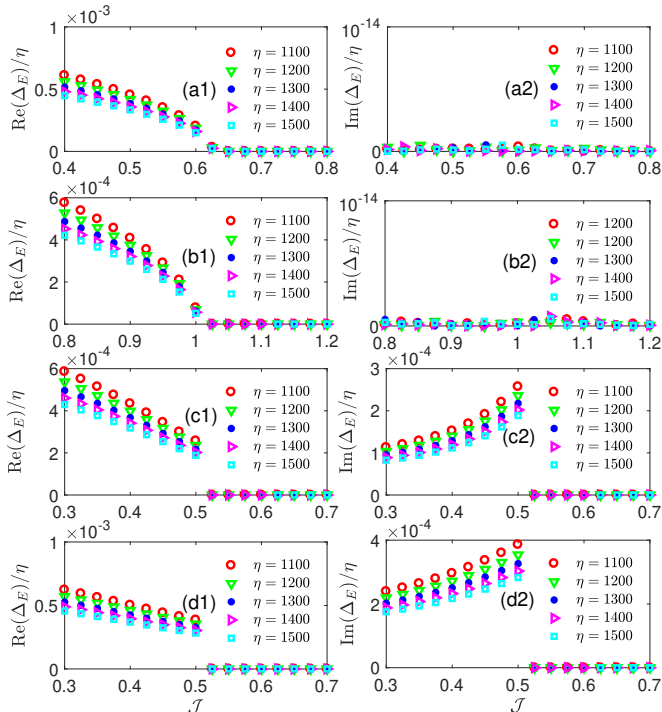 ×10⁻³
1
0.5
0
Re(Δ_E)/η
(a1)
η = 1100
η = 1200
η = 1300
η = 1400
η = 1500
0.4 0.5 0.6 0.7 0.8
10⁻¹⁴
0
Im(Δ_E)/η
(a2)
η = 1100
η = 1200
η = 1300
η = 1400
η = 1500
0.4 0.5 0.6 0.7 0.8
×10⁻⁴
6
4
2
0
Re(Δ_E)/η
(b1)
η = 1100
η = 1200
η = 1300
η = 1400
η = 1500
0.8 0.9 1 1.1 1.2
10⁻¹⁴
0
Im(Δ_E)/η
(b2)
η = 1200
η = 1200
η = 1300
η = 1400
η = 1500
0.8 0.9 1 1.1 1.2
×10⁻⁴
6
4
2
0
Re(Δ_E)/η
(c1)
η = 1100
η = 1200
η = 1300
η = 1400
η = 1500
0.3 0.4 0.5 0.6 0.7
×10⁻⁴
3
2
1
0
Im(Δ_E)/η
(c2)
η = 1100
η = 1200
η = 1300
η = 1400
η = 1500
0.3 0.4 0.5 0.6 0.7
×10⁻³
1
0.5
0
Re(Δ_E)/η
(d1)
η = 1100
η = 1200
η = 1300
η = 1400
η = 1500
0.3 0.4 0.5 0.6 0.7
𝒥
×10⁻⁴
4
2
0
Im(Δ_E)/η
(d2)
η = 1100
η = 1200
η = 1300
η = 1400
η = 1500
0.3 0.4 0.5 0.6 0.7
𝒥